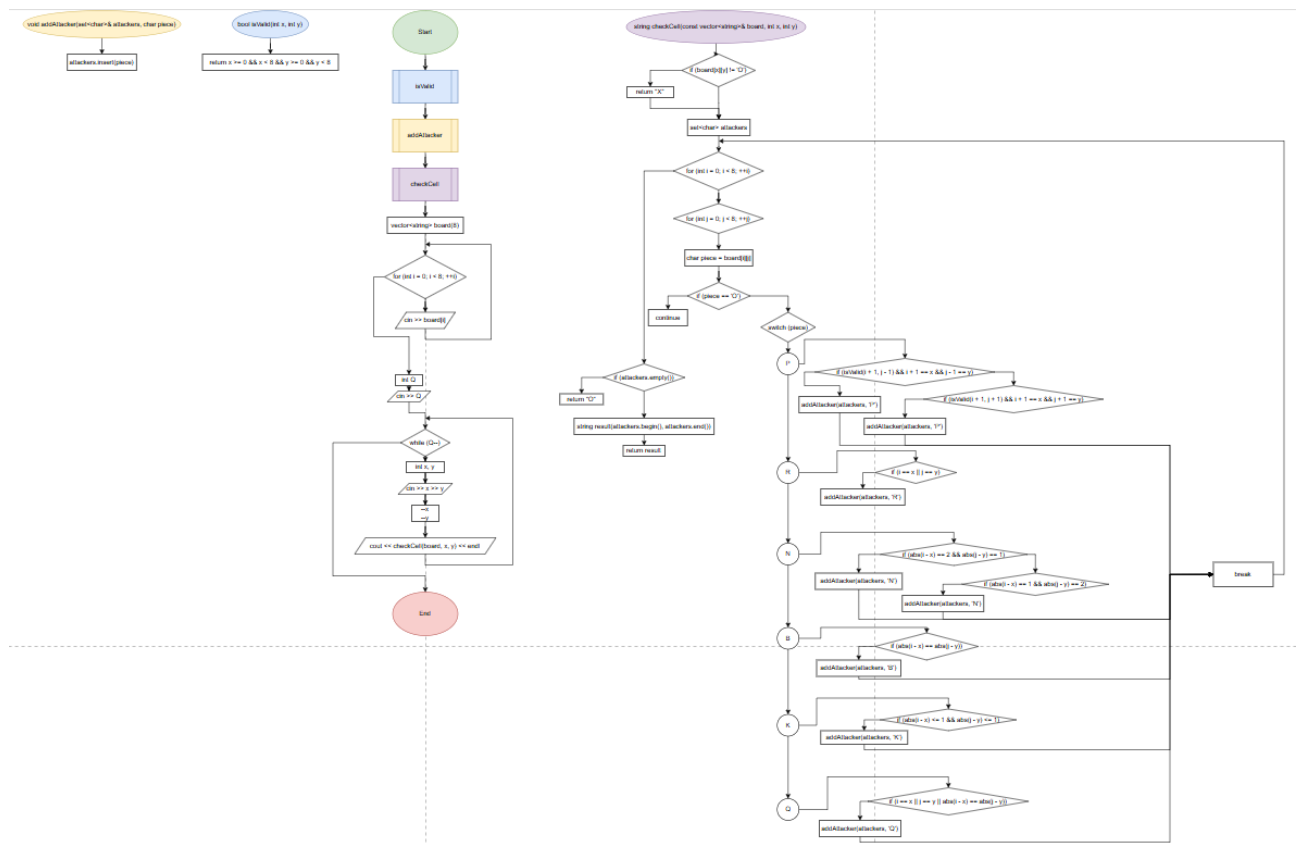 void addAttacker(set<char>& attackers, char piece)
attackers.insert(piece)
bool isValid(int x, int y)
return x >= 0 && x < 8 && y >= 0 && y < 8
Start
isValid
addAttacker
checkCell
vector<string> board(8)
for (int i = 0; i < 8; ++i)
cin >> board[i]
int Q
cin >> Q
while (Q--)
int x, y
cin >> x >> y
--x
--y
cout << checkCell(board, x, y) << endl
End
string checkCell(const vector<string>& board, int x, int y)
if (board[x][y] != 'O')
return "X"
set<char> attackers
for (int i = 0; i < 8; ++i)
for (int j = 0; j < 8; ++j)
char piece = board[i][j]
if (piece == 'O')
continue
switch (piece)
if (attackers.empty())
return "O"
string result(attackers.begin(), attackers.end())
return result
P
if (isValid(i + 1, j - 1) && i + 1 == x && j - 1 == y)
addAttacker(attackers, 'P')
if (isValid(i + 1, j + 1) && i + 1 == x && j + 1 == y)
addAttacker(attackers, 'P')
R
if (i == x || j == y)
addAttacker(attackers, 'R')
N
if (abs(i - x) == 2 && abs(j - y) == 1)
addAttacker(attackers, 'N')
if (abs(i - x) == 1 && abs(j - y) == 2)
addAttacker(attackers, 'N')
break
B
if (abs(i - x) == abs(j - y))
addAttacker(attackers, 'B')
K
if (abs(i - x) <= 1 && abs(j - y) <= 1)
addAttacker(attackers, 'K')
Q
if (i == x || j == y || abs(i - x) == abs(j - y))
addAttacker(attackers, 'Q')